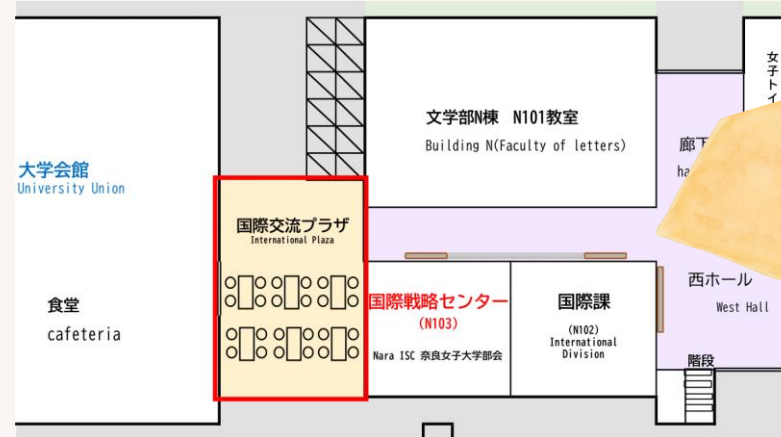 大学会館
University Union
食堂
cafeteria
国際交流プラザ
International Plaza
文学部N棟 N101教室
Building N(Faculty of letters)
国際戦略センター
(N103)
Nara ISC 奈良女子大学部会
国際課
(N102)
International
Division
西ホール
West Hall
階段
女子ト